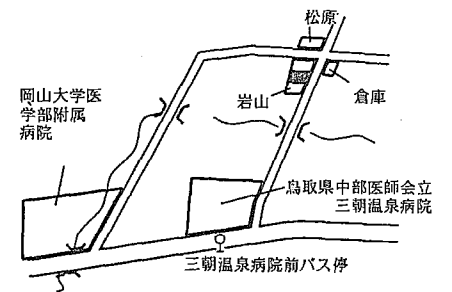 松原
岩山
倉庫
岡山大学医
学部附属
病院
鳥取県中部医師会立
三朝温泉病院
三朝温泉病院前バス停